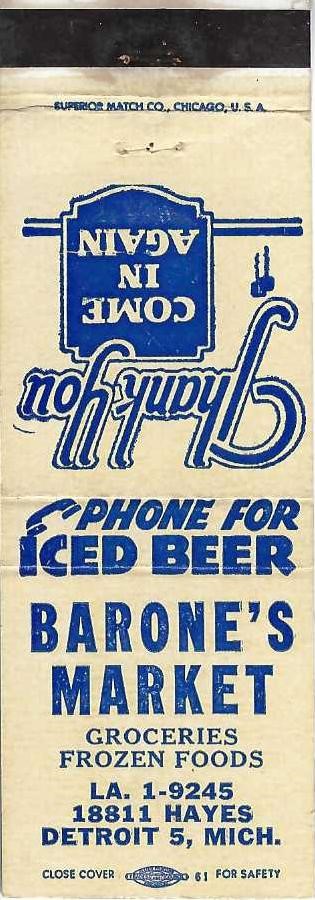 SUPERIOR MATCH CO., CHICAGO, U. S. A.
Thank you
COME
IN
AGAIN
PHONE FOR
ICED BEER
BARONE'S
MARKET
GROCERIES
FROZEN FOODS
LA. 1-9245
18811 HAYES
DETROIT 5, MICH.
CLOSE COVER 61 FOR SAFETY